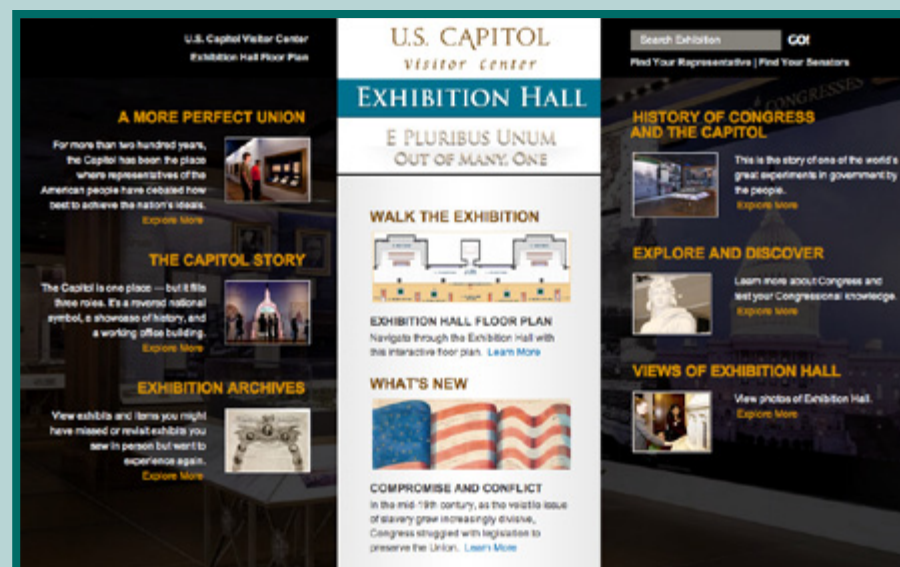 U.S. Capitol Visitor Center
Exhibition Hall Floor Plan
A MORE PERFECT UNION
For more than two hundred years,
the Capitol has been the place
where representatives of the
American people have debated how
best to achieve the nation's ideals.
Explore More
THE CAPITOL STORY
The Capitol is one place — but it fills
three roles. It's a revered national
symbol, a showcase of history, and
a working office building.
Explore More
EXHIBITION ARCHIVES
View exhibits and items you might
have missed or revisit exhibits you
saw in person but want to
experience again.
Explore More
U.S. CAPITOL
Visitor Center
EXHIBITION HALL
E PLURIBUS UNUM
OUT OF MANY, ONE
WALK THE EXHIBITION
EXHIBITION HALL FLOOR PLAN
Navigate through the Exhibition Hall with
this interactive floor plan. Learn More
WHAT'S NEW
COMPROMISE AND CONFLICT
In the mid-19th century, as the volatile issue
of slavery grew increasingly divisive,
Congress struggled with legislation to
preserve the Union. Learn More
Search Exhibition GO!
Find Your Representative | Find Your Senators
CONGRESSES
HISTORY OF CONGRESS
AND THE CAPITOL
This is the story of one of the world's
great experiments in government by
the people.
Explore More
EXPLORE AND DISCOVER
Learn more about Congress and
test your Congressional knowledge.
Explore More
VIEWS OF EXHIBITION HALL
View photos of Exhibition Hall.
Explore More